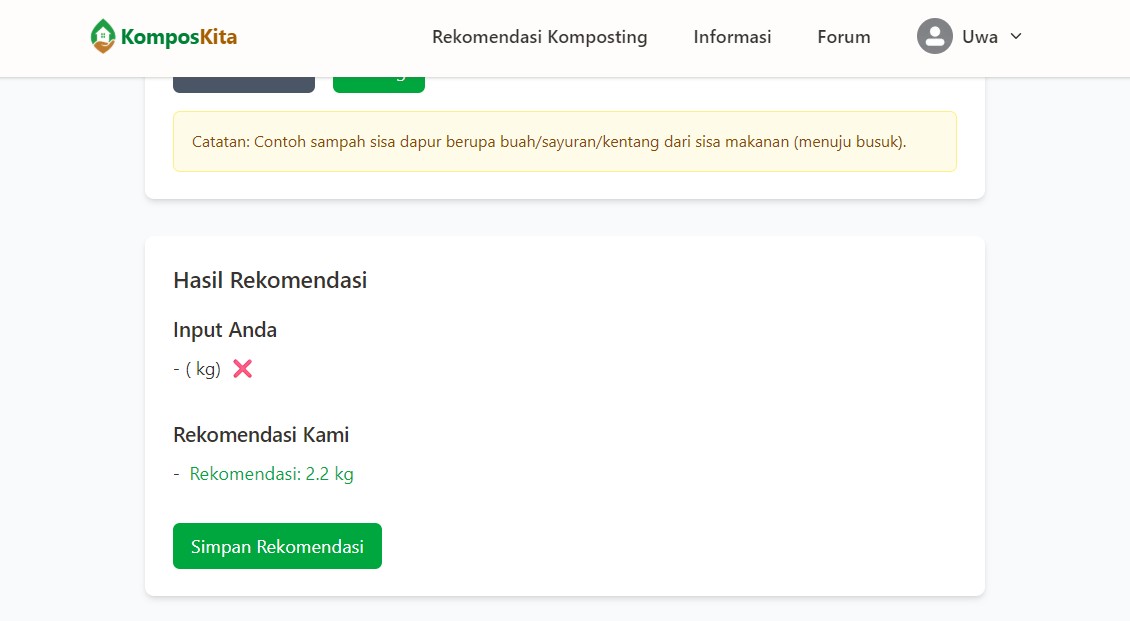 KomposKita
Rekomendasi Komposting
Informasi
Forum
Uwa
Catatan: Contoh sampah sisa dapur berupa buah/sayuran/kentang dari sisa makanan (menuju busuk).
Hasil Rekomendasi
Input Anda
- ( kg) ❌
Rekomendasi Kami
- Rekomendasi: 2.2 kg
Simpan Rekomendasi